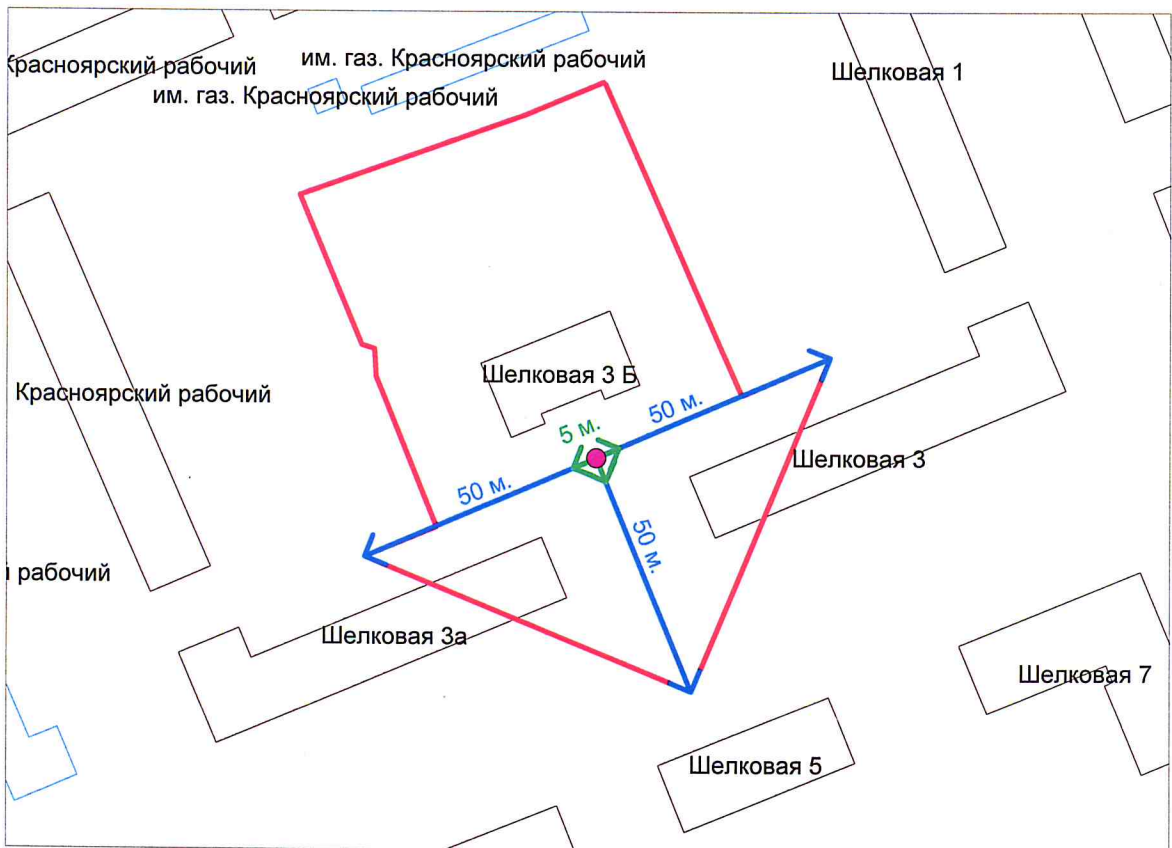 Красноярский рабочий
им. газ. Красноярский рабочий
Шелковая 1
им. газ. Красноярский рабочий
Шелковая 3 Б
Красноярский рабочий
50 м.
5 м.
Шелковая 3
50 м.
50 м.
й рабочий
Шелковая 3а
Шелковая 7
Шелковая 5